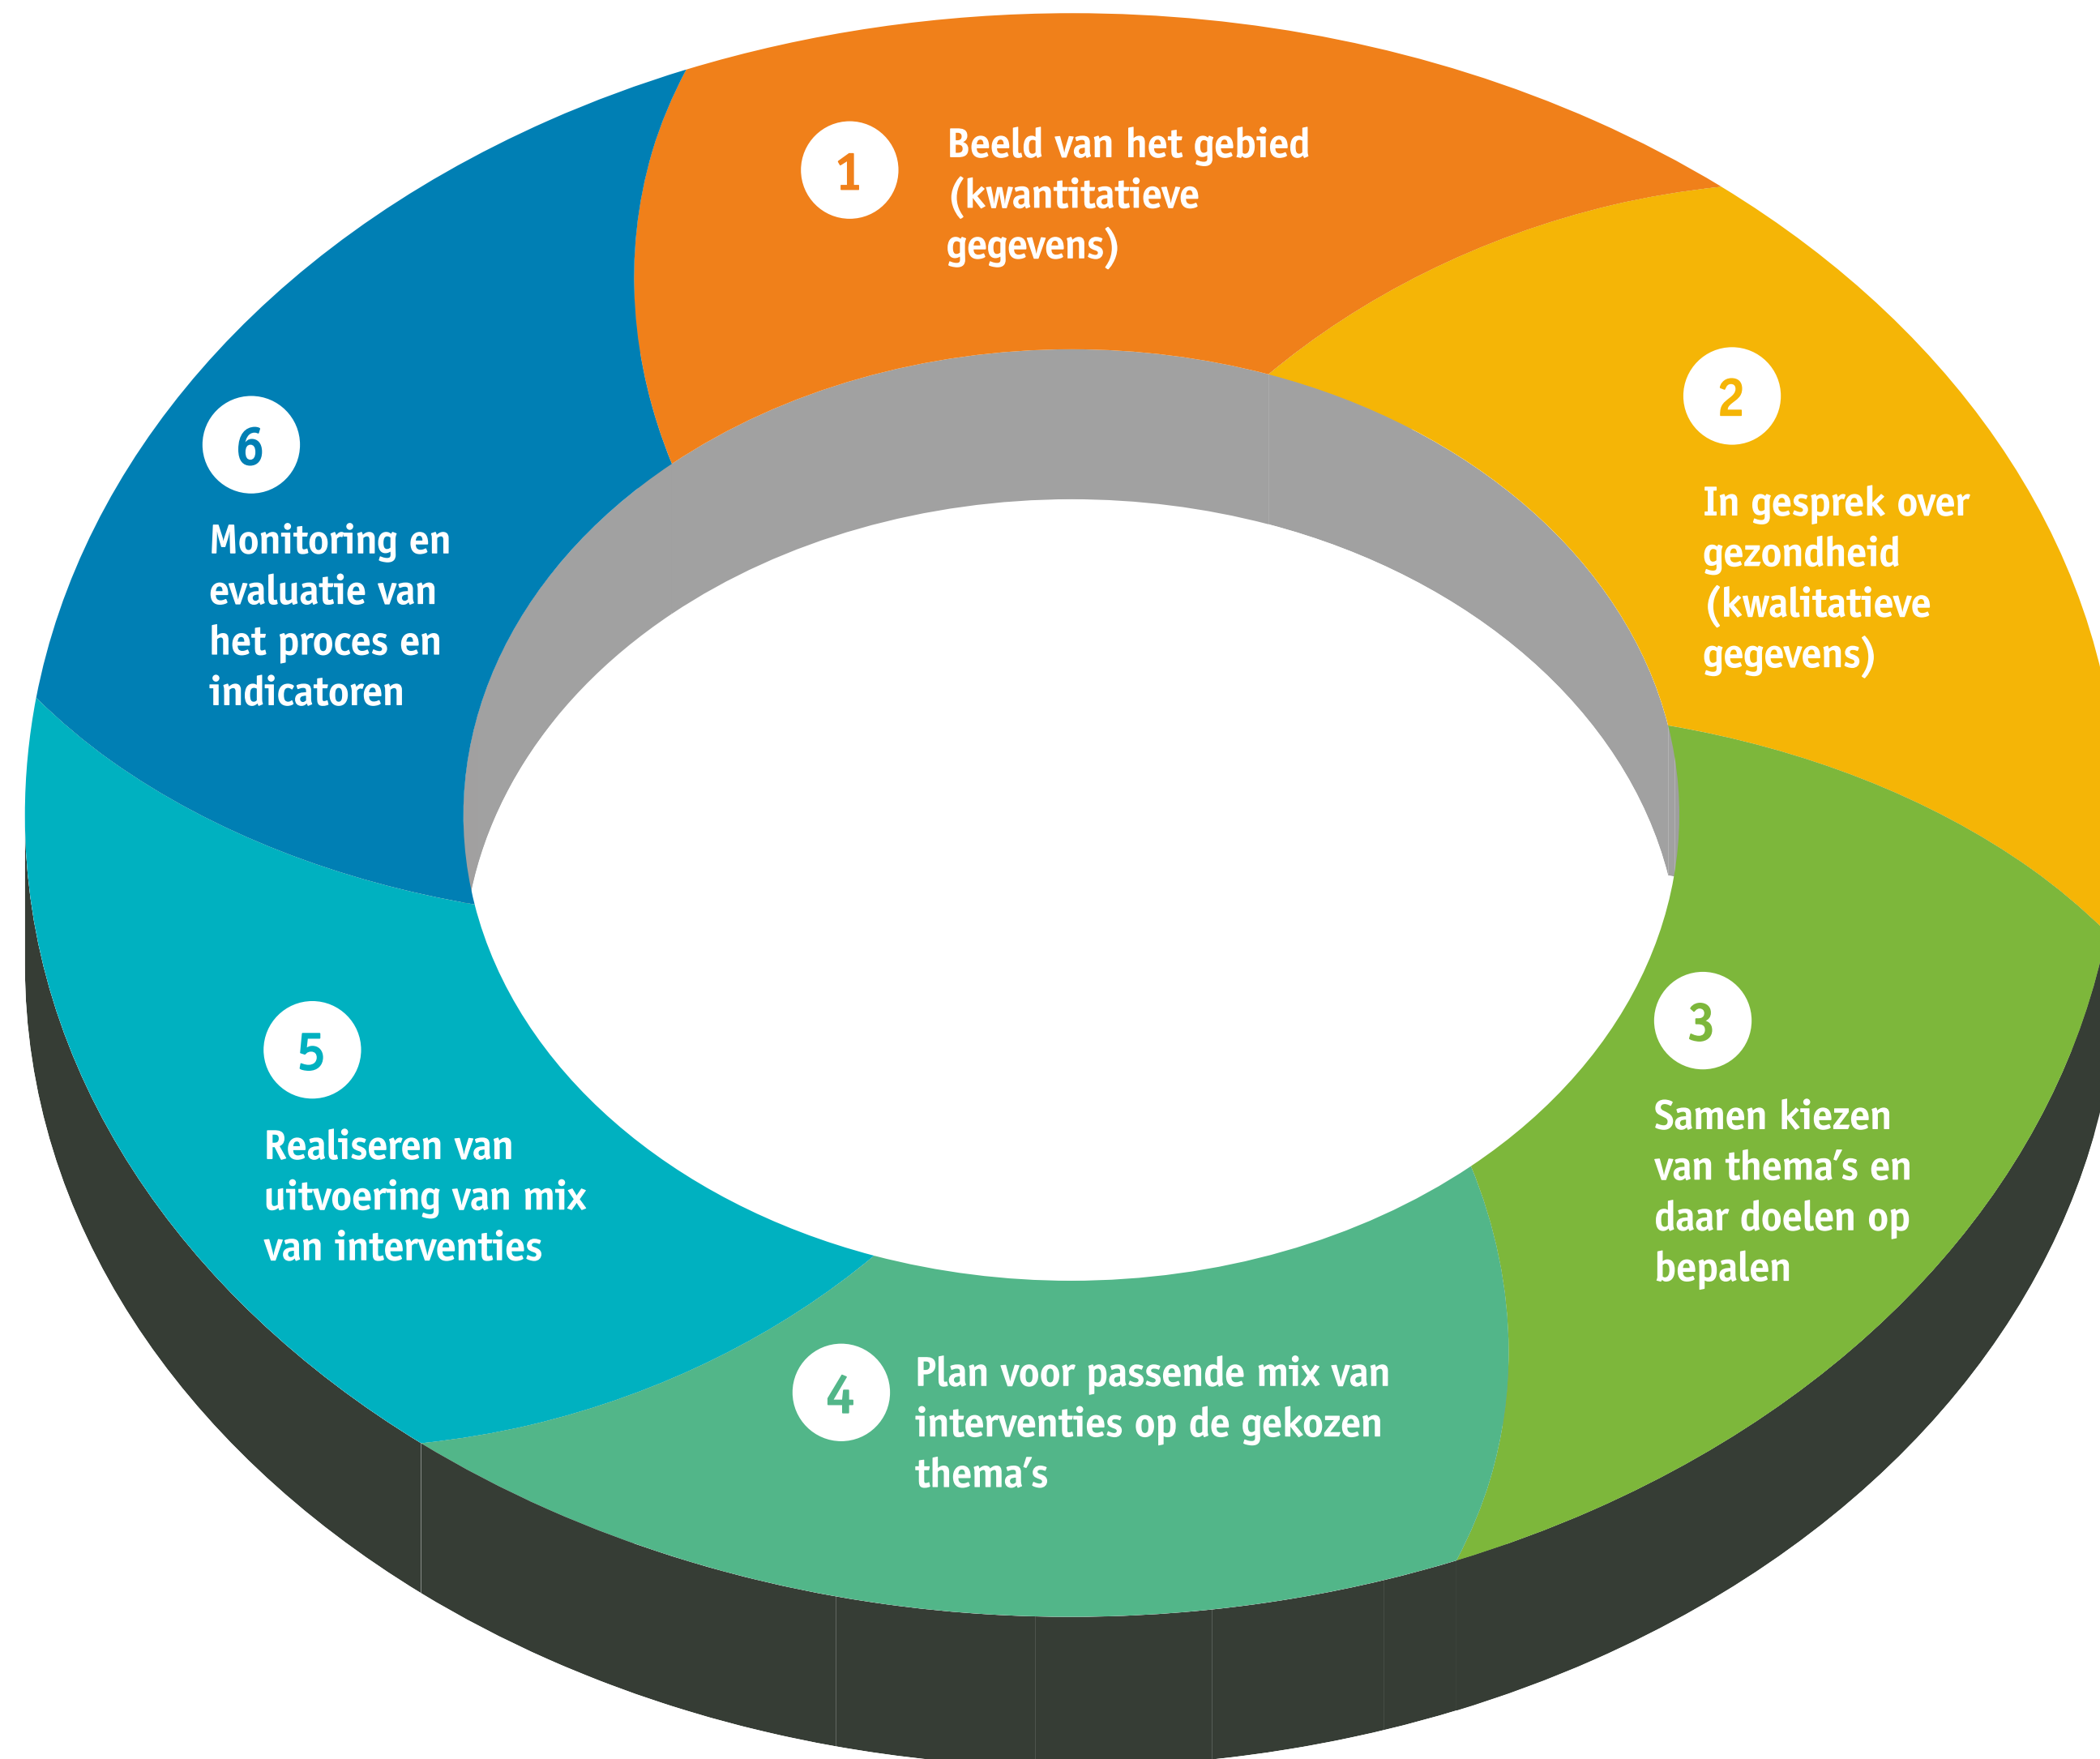 1
Beeld van het gebied
(kwantitatieve
gegevens)
2
In gesprek over
gezondheid
(kwalitatieve
gegevens)
3
Samen kiezen
van thema's en
daar doelen op
bepalen
4
Plan voor passende mix van
interventies op de gekozen
thema's
5
Realiseren van
uitvoering van mix
van interventies
6
Monitoring en
evaluatie van
het proces en
indicatoren